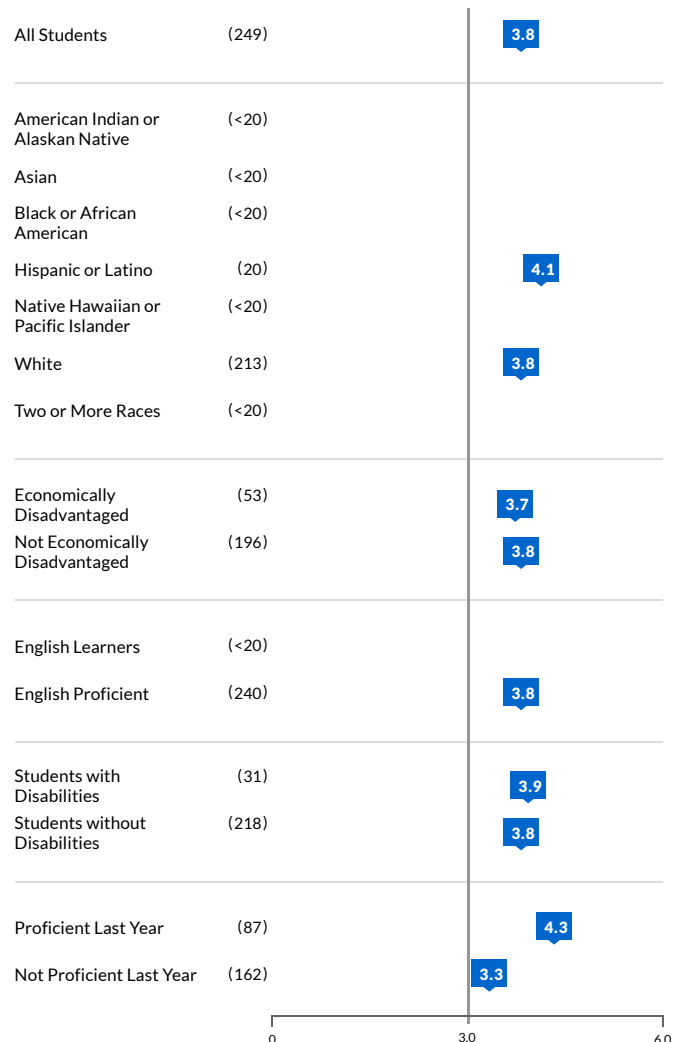 All Students (249) 3.8
American Indian or (<20)
Alaskan Native
Asian (<20)
Black or African (<20)
American
Hispanic or Latino (20) 4.1
Native Hawaiian or (<20)
Pacific Islander
White (213) 3.8
Two or More Races (<20)
Economically (53)
Disadvantaged 3.7
Not Economically (196)
Disadvantaged 3.8
English Learners (<20)
English Proficient (240) 3.8
Students with (31)
Disabilities 3.9
Students without (218)
Disabilities 3.8
Proficient Last Year (87) 4.3
Not Proficient Last Year (162) 3.3
0 3.0 6.0